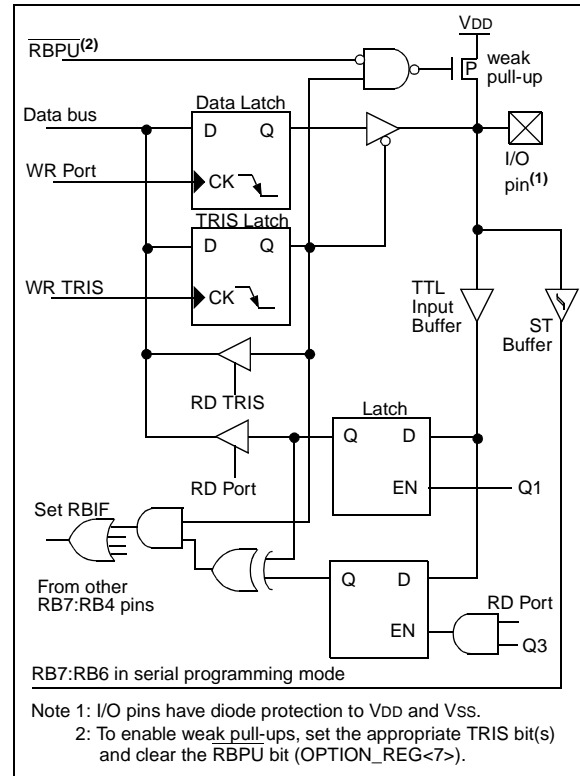 VDD
RBPU(2)
P
weak
pull-up
Data Latch
Data bus
D
Q
I/O
pin(1)
WR Port
CK
TRIS Latch
D
Q
WR TRIS
CK
TTL
Input
Buffer
ST
Buffer
RD TRIS
Latch
Q
D
RD Port
EN
Q1
Set RBIF
From other
RB7:RB4 pins
Q
D
RD Port
EN
Q3
RB7:RB6 in serial programming mode
Note 1: I/O pins have diode protection to VDD and VSS.
2: To enable weak pull-ups, set the appropriate TRIS bit(s)
and clear the RBPU bit (OPTION_REG<7>).